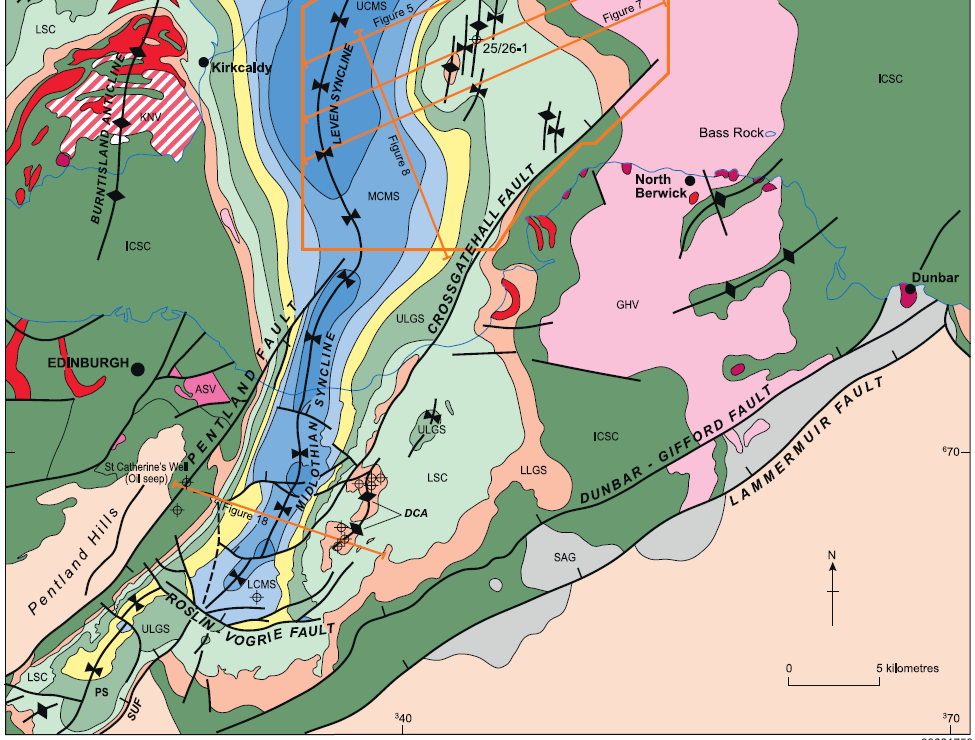 UCMS
Figure 5
Figure 7
LSC
25/26-1
Kirkcaldy
ICSC
BURNTISLAND ANTICLINE
LEVEN SYNCLINE
KNV
Figure 8
Bass Rock
North
Berwick
MCMS
CROSSGATEHALL FAULT
ICSC
Dunbar
GHV
ULGS
EDINBURGH
PENTLAND FAULT
MIDLOTHIAN SYNCLINE
ASV
ULGS
ICSC
DUNBAR - GIFFORD FAULT
LAMMERMUIR FAULT
⁶70
St Catherine's Well
(Oil seep)
LSC
LLGS
Figure 18
DCA
Pentland Hills
SAG
N
LCMS
ROSLIN - VOGRIE FAULT
ULGS
LSC
PS
SUF
0
5 kilometres
³40
³70